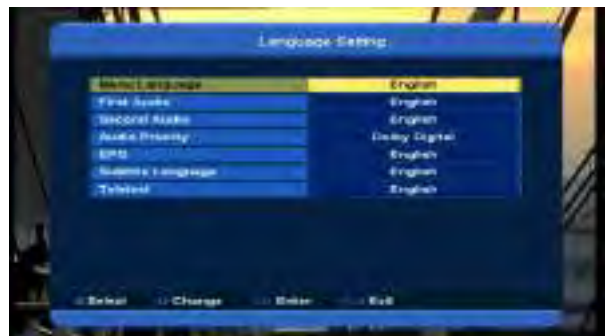 Language Setting
Menu Language English
First Audio English
Second Audio English
Audio Priority Dolby Digital
EPG English
Subtitle Language English
Teletext English
Select Change Enter Exit